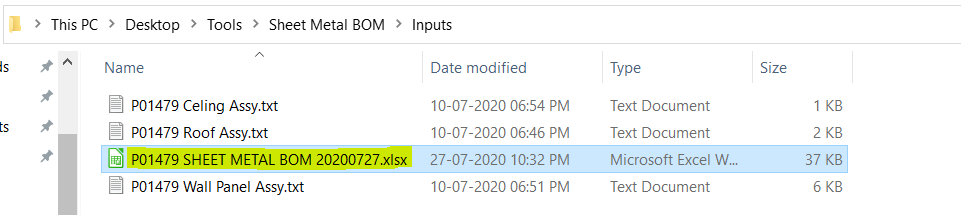 This PC > Desktop > Tools > Sheet Metal BOM > Inputs
Name Date modified Type Size
P01479 Celing Assy.txt 10-07-2020 06:54 PM Text Document 1 KB
ds
P01479 Roof Assy.txt 10-07-2020 06:46 PM Text Document 2 KB
ts
P01479 SHEET METAL BOM 20200727.xlsx 27-07-2020 10:32 PM Microsoft Excel W... 37 KB
P01479 Wall Panel Assy.txt 10-07-2020 06:51 PM Text Document 6 KB